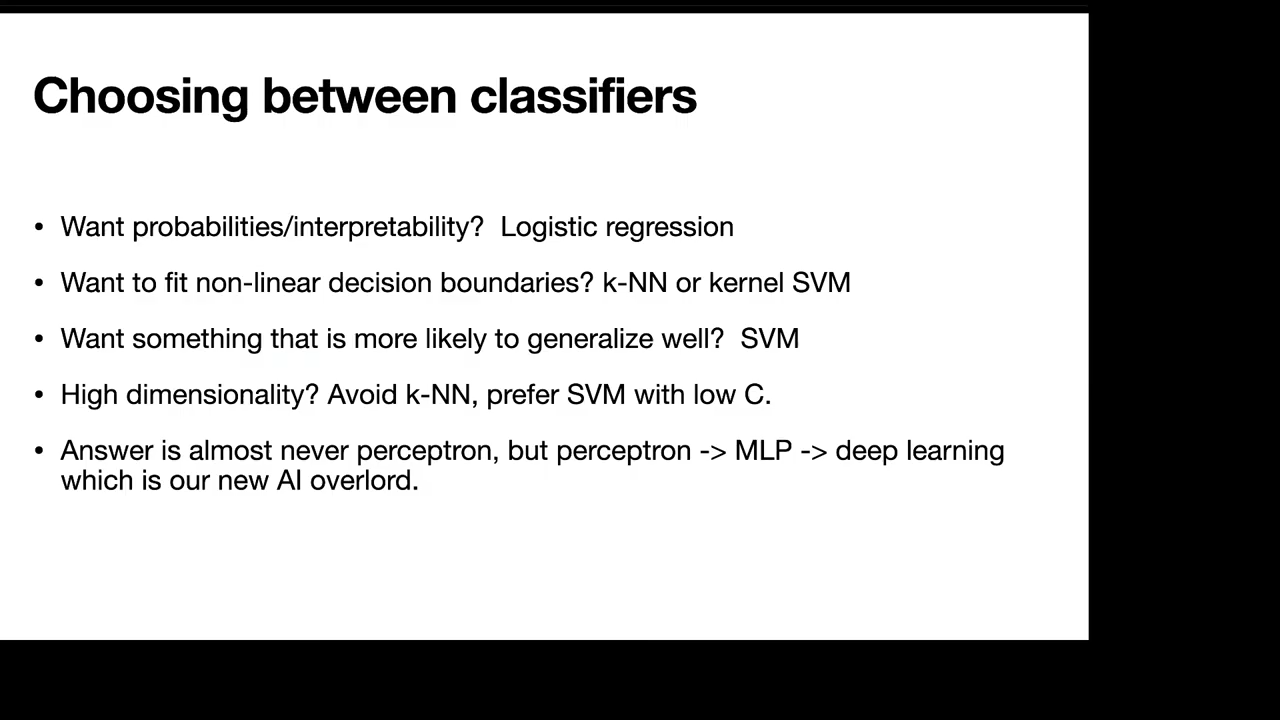 Choosing between classifiers
• Want probabilities/interpretability?  Logistic regression
• Want to fit non-linear decision boundaries? k-NN or kernel SVM
• Want something that is more likely to generalize well?  SVM
• High dimensionality? Avoid k-NN, prefer SVM with low C.
• Answer is almost never perceptron, but perceptron -> MLP -> deep learning
which is our new AI overlord.